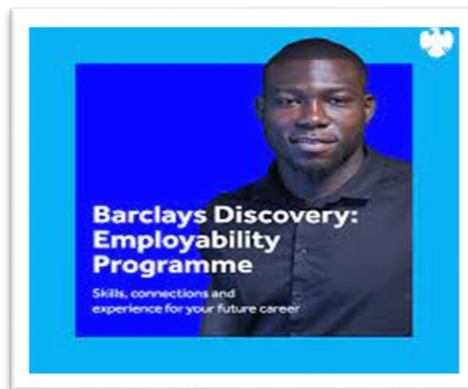 Barclays Discovery:
Employability
Programme
Skills, connections and
experience for your future career